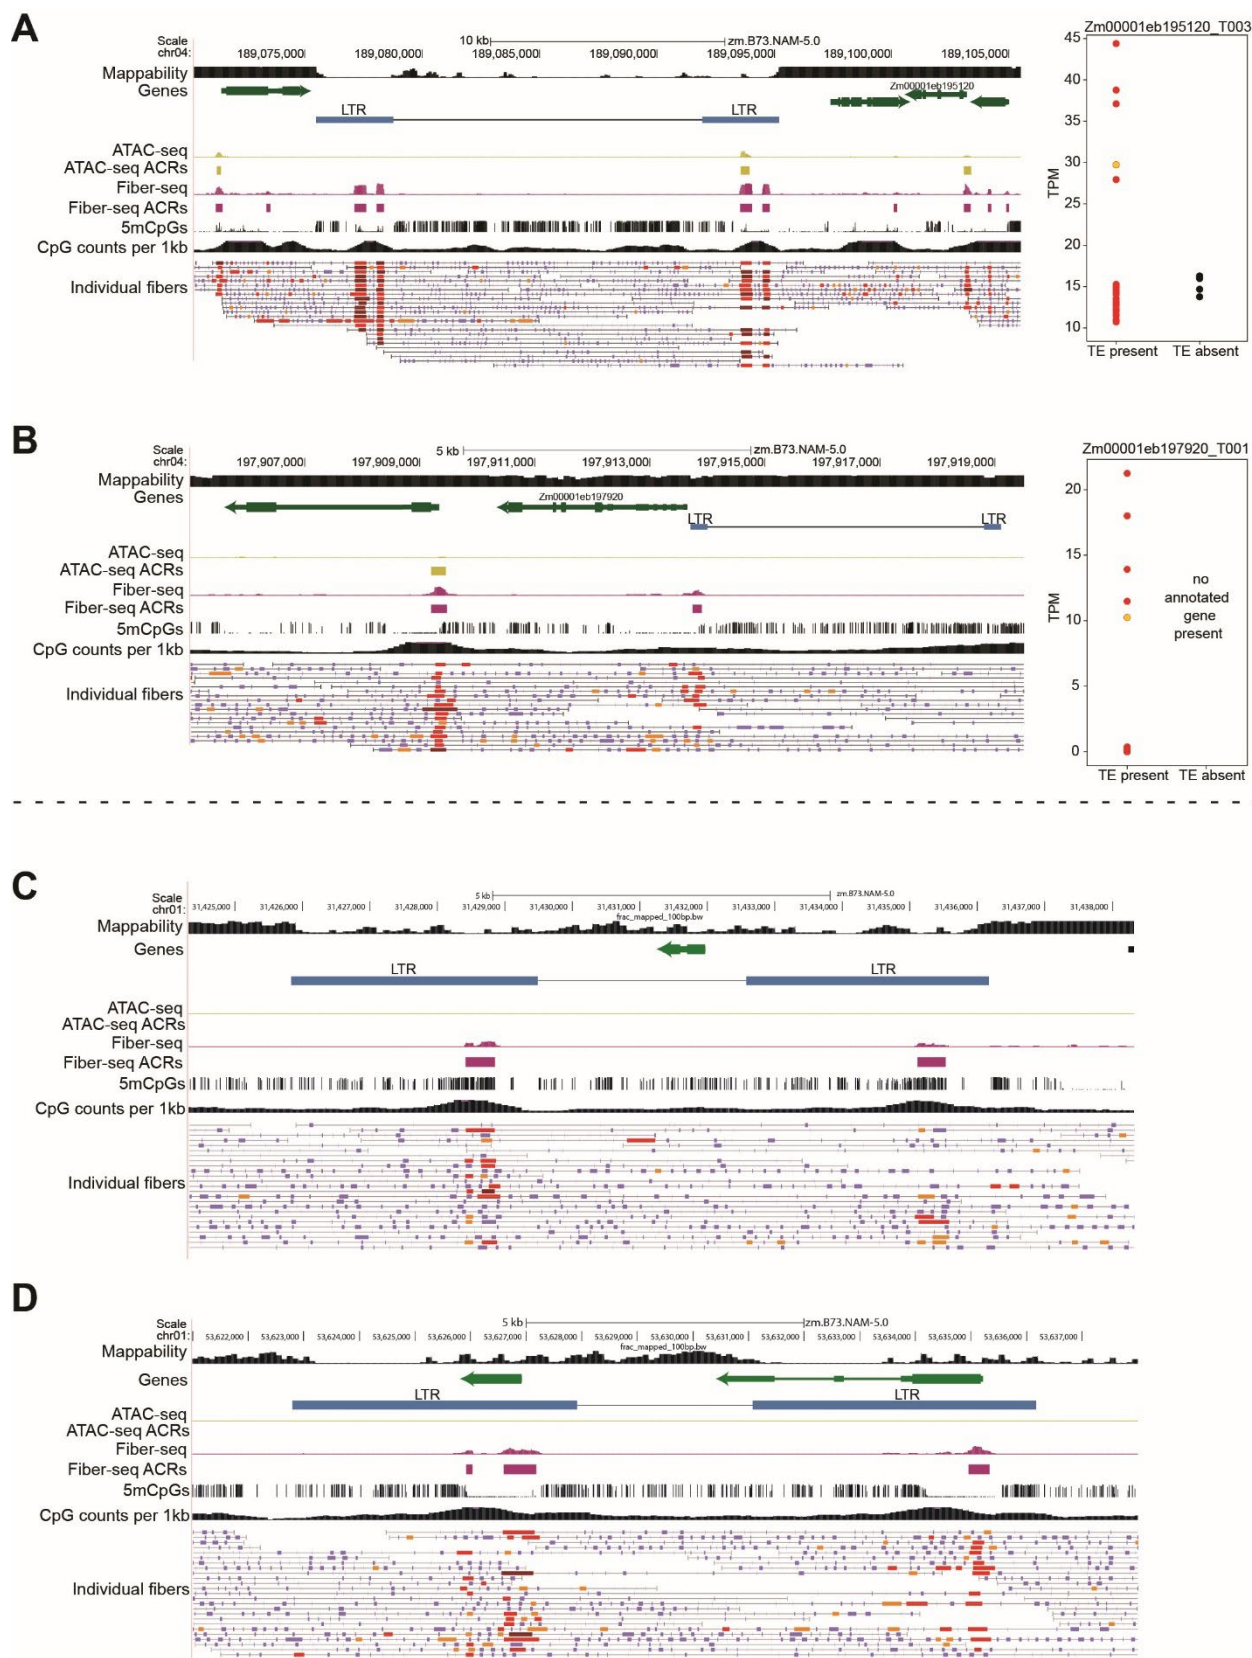 A
Zm00001eb195120_T003
Scale 10 kb zm.B73.NAM-5.0
chr04: 189,075,000 189,080,000 189,085,000 189,090,000 189,095,000 189,100,000 189,105,000
Mappability
Genes
Zm00001eb195120
LTR LTR
ATAC-seq
ATAC-seq ACRs
Fiber-seq
Fiber-seq ACRs
5mCpGs
CpG counts per 1kb
Individual fibers
TPM
45
40
35
30
25
20
15
10
TE present TE absent
B
Zm00001eb197920_T001
Scale 5 kb zm.B73.NAM-5.0
chr04: 197,907,000 197,909,000 197,911,000 197,913,000 197,915,000 197,917,000 197,919,000
Mappability
Genes
Zm00001eb197920
LTR LTR
ATAC-seq
ATAC-seq ACRs
Fiber-seq
Fiber-seq ACRs
5mCpGs
CpG counts per 1kb
Individual fibers
TPM
20
15
10
5
0
no
annotated
gene
present
TE present TE absent
C
Scale 5 kb zm.B73.NAM-5.0
chr01: 31,425,000 31,426,000 31,427,000 31,428,000 31,429,000 31,430,000 31,431,000 31,432,000 31,433,000 31,434,000 31,435,000 31,436,000 31,437,000 31,438,000
frac_mapped_100bp.bw
Mappability
Genes
LTR LTR
ATAC-seq
ATAC-seq ACRs
Fiber-seq
Fiber-seq ACRs
5mCpGs
CpG counts per 1kb
Individual fibers
D
Scale 5 kb zm.B73.NAM-5.0
chr01: 53,622,000 53,623,000 53,624,000 53,625,000 53,626,000 53,627,000 53,628,000 53,629,000 53,630,000 53,631,000 53,632,000 53,633,000 53,634,000 53,635,000 53,636,000 53,637,000
frac_mapped_100bp.bw
Mappability
Genes
LTR LTR
ATAC-seq
ATAC-seq ACRs
Fiber-seq
Fiber-seq ACRs
5mCpGs
CpG counts per 1kb
Individual fibers